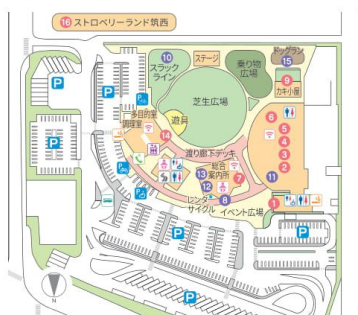 16 ストロベリーランド筑西
10
スラック
ライン
ステージ
乗り物
広場
ドッグラン
15
9
カキ小屋
P
P
P
芝生広場
遊具
多目的室
調理室
14
渡り廊下デッキ
6
5
4
3
2
11
総合
案内所
13
12
7
8
レンタ
サイクル
イベント広場
1
P
P
P
P
N